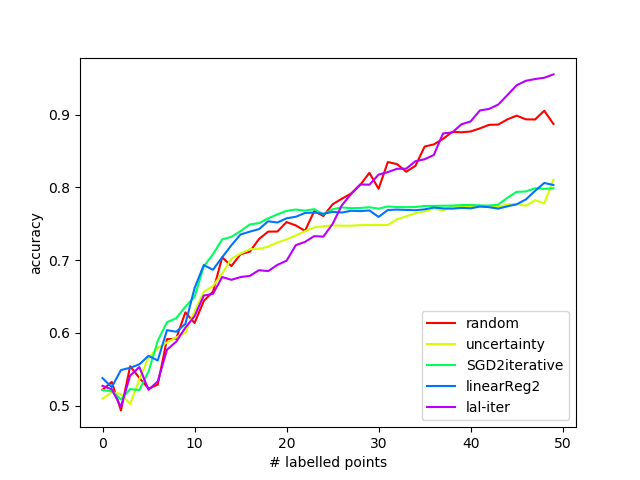 accuracy
0.9
0.8
0.7
0.6
0.5
0
10
20
30
40
50
# labelled points
random
uncertainty
SGD2iterative
linearReg2
lal-iter